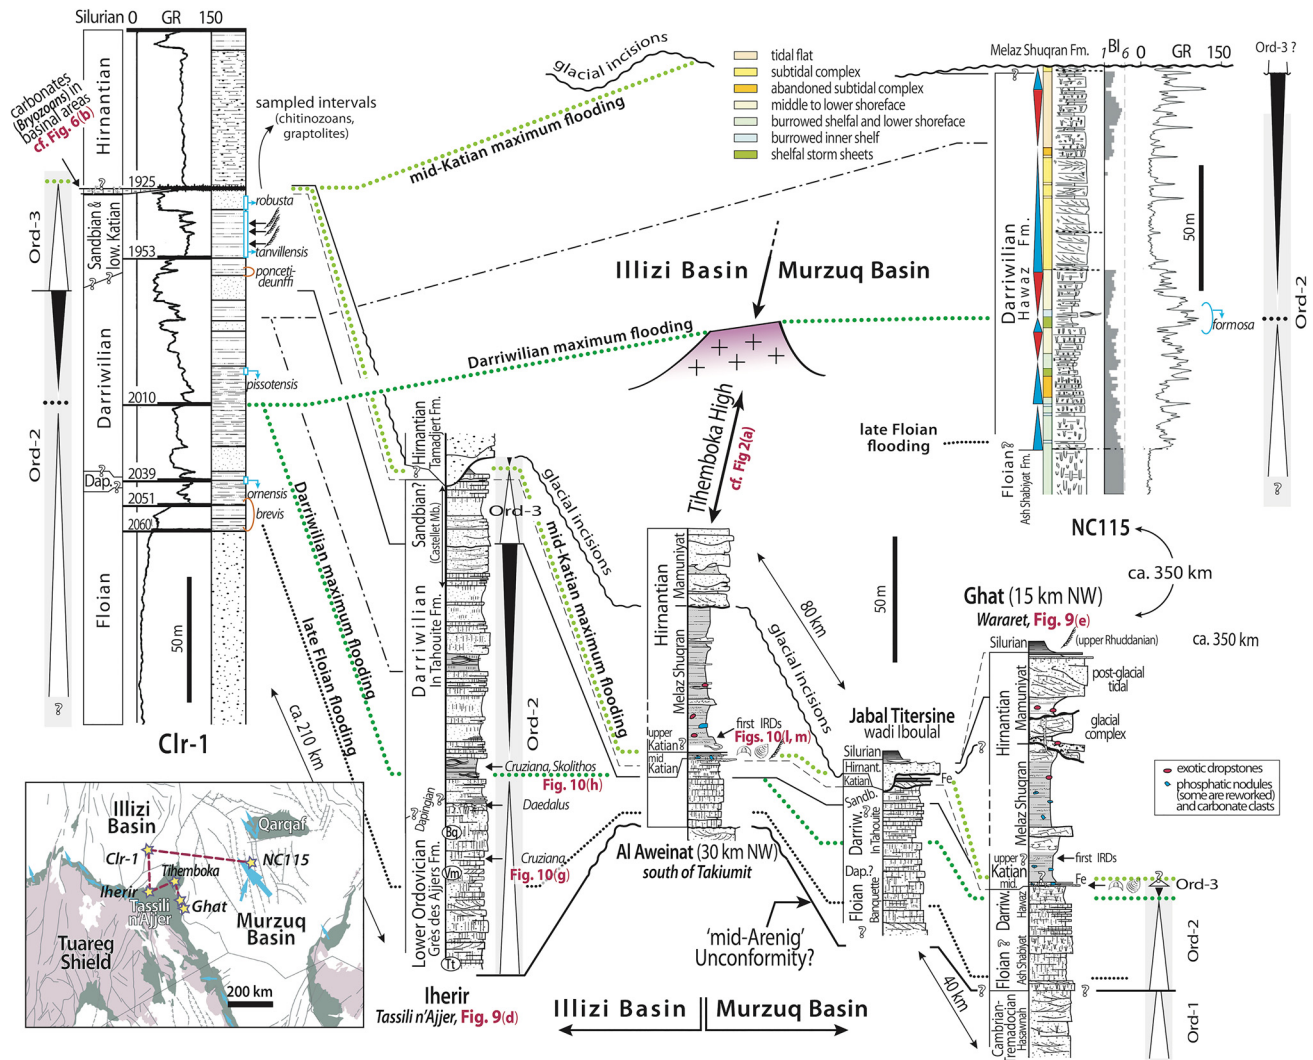 Silurian 0 GR 150
Carbonates
(Bryozoans) in
basinal areas
cf. Fig. 6(b)
Hirnantian
sampled intervals
(chitinozoans,
graptolites)
1925
robusta
Ord-3
Sandbian &
low. Katian
tanvillensis
1953
ponceti-
deunffi
Darriwilian
pissotensis
2010
Ord-2
2039
Dap.
ornensis
2051
brevis
2060
Floian
50 m
?
Clr-1
glacial incisions
mid-Katian maximum flooding
tidal flat
subtidal complex
abandoned subtidal complex
middle to lower shoreface
burrowed shelfal and lower shoreface
burrowed inner shelf
shelfal storm sheets
Illizi Basin
Murzuq Basin
Darriwilian maximum flooding
Tihemboka High
cf. Fig 2(a)
Melaz Shuqran Fm.
1 BI 6 0 GR 150
Ord-3 ?
Darriwilian
Hawaz Fm.
50 m
formosa
Ord-2
late Floian
flooding
Floian ?
Ash Shabiyat Fm.
?
NC115
ca. 350 km
ca. 350 km
Darriwilian maximum flooding
late Floian flooding
ca. 210 km
Hirnantian
Tamadjert Fm.
Sandbian?
(Castellet Mb.)
Darriwilian
In Tahouite Fm.
Dapingian
Lower Ordovician
Grès des Ajjers Fm.
Bq
Vm
Tt
Ord-3
Ord-2
Cruziana, Skolithos
Fig. 10(h)
Daedalus
Cruziana
Fig. 10(g)
Iherir
Tassili n'Ajjer, Fig. 9(d)
glacial incisions
mid-Katian maximum flooding
Hirnantian
Mamuniyat
Melaz Shuqran
upper
Katian ?
mid
Katian
first IRDs
Figs. 10(l, m)
Al Aweinat (30 km NW)
south of Takiumit
50 m
80 km
glacial incisions
Jabal Titersine
wadi Iboulal
Silurian
Hirnant.
Katian
Fe
Sandb.
Darriw.
In Tahouite
Dap.?
Floian
Banquette
'mid-Arenig'
Unconformity?
40 km
Ghat (15 km NW)
Wararet, Fig. 9(e)
Silurian
(upper Rhuddanian)
post-glacial
tidal
glacial
complex
Hirnantian
Mamuniyat
Melaz Shuqran
upper ?
Katian
mid.
first IRDs
Fe
Ord-3
Darriw.
Hawaz
Ord-2
Floian ?
Ash Shabiyat
Cambrian-
Tremadocian
Hasawnah
Ord-1
exotic dropstones
phosphatic nodules
(some are reworked)
and carbonate clasts
Illizi Basin
Murzuq Basin
Illizi
Basin
Qarqaf
Clr-1
NC115
Tihemboka
Iherir
Tassili
n'Ajjer
Ghat
Murzuq
Basin
Tuareq
Shield
200 km